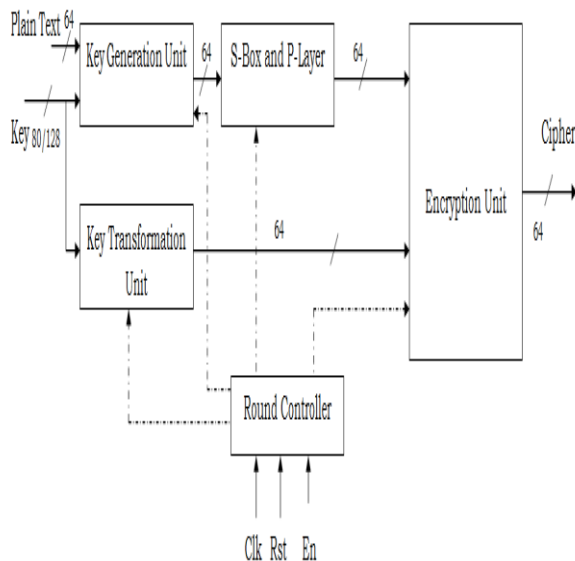 Plain Text 64
Key Generation Unit
64
S-Box and P-Layer
64
Key 80/128
Cipher
64
Encryption Unit
Key Transformation
Unit
64
Round Controller
Clk Rst En